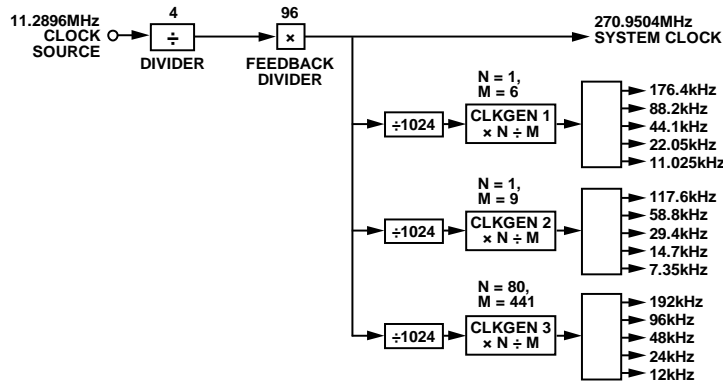 11.2896MHz
CLOCK
SOURCE
4
÷
DIVIDER
96
×
FEEDBACK
DIVIDER
270.9504MHz
SYSTEM CLOCK
N = 1,
M = 6
÷1024
CLKGEN 1
× N ÷ M
176.4kHz
88.2kHz
44.1kHz
22.05kHz
11.025kHz
N = 1,
M = 9
÷1024
CLKGEN 2
× N ÷ M
117.6kHz
58.8kHz
29.4kHz
14.7kHz
7.35kHz
N = 80,
M = 441
÷1024
CLKGEN 3
× N ÷ M
192kHz
96kHz
48kHz
24kHz
12kHz